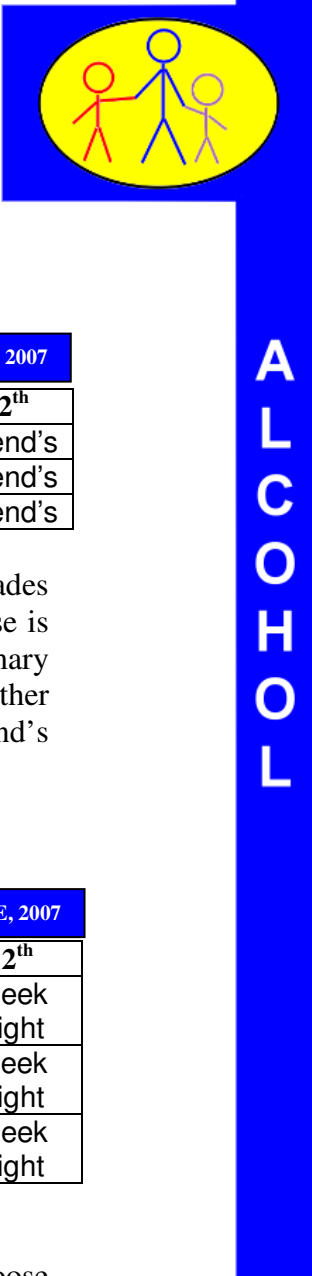 2007
2th
end's
end's
end's
ades
se is
nary
ther
nd's
E, 2007
2th
eek
ight
eek
ight
eek
ight
A
L
C
O
H
O
L